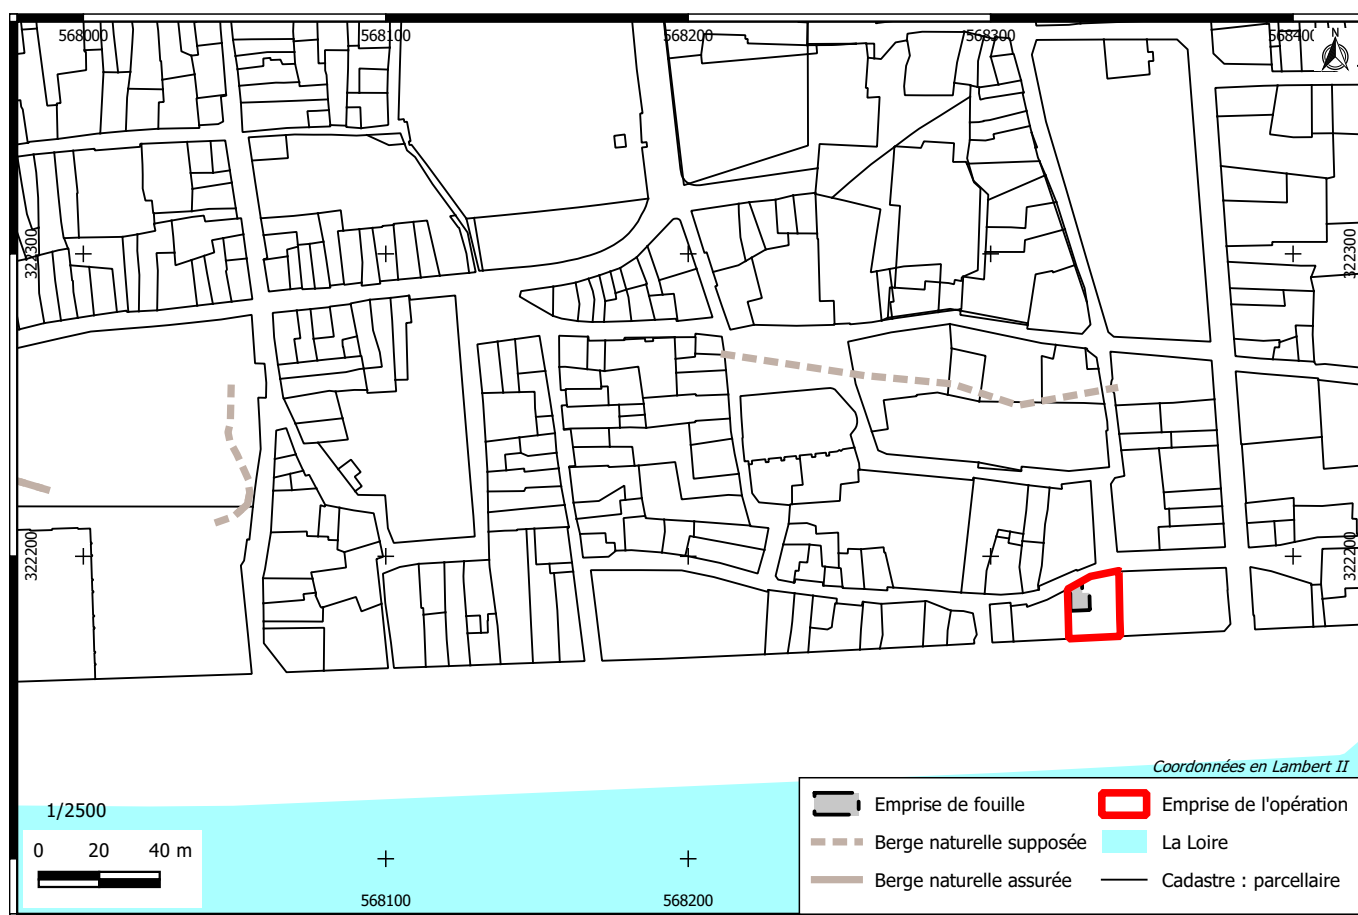 568000 568100 568200 568300 56840
N
322300 322300
322200 322200
Coordonnées en Lambert II
1/2500
0 20 40 m
Emprise de fouille
Emprise de l'opération
Berge naturelle supposée
La Loire
Berge naturelle assurée
Cadastre : parcellaire
568100 568200